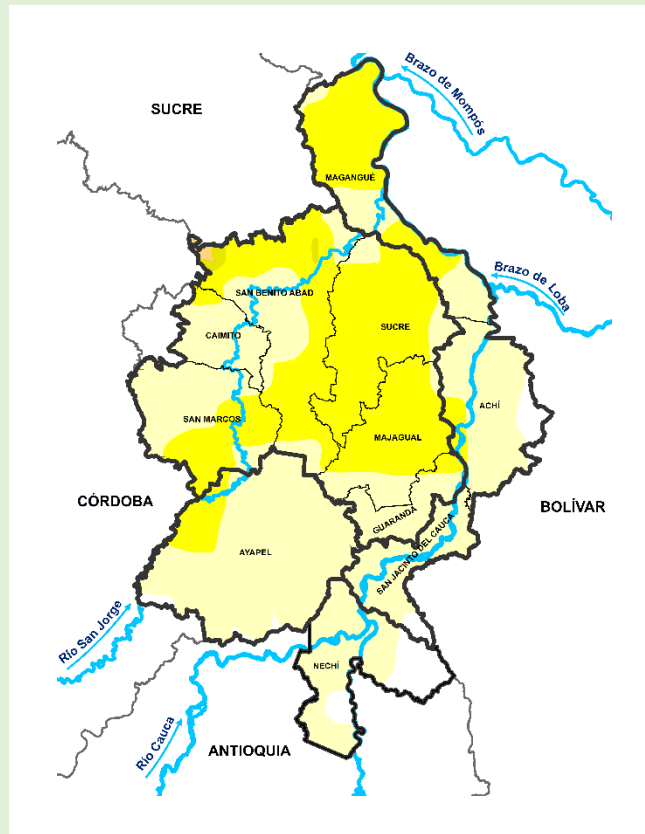 Brazo de Mompós
SUCRE
MAGANGUÉ
Brazo de Loba
SAN BENITO ABAD
SUCRE
CAIMITO
ACHÍ
SAN MARCOS
MAJAGUAL
CÓRDOBA
BOLÍVAR
GUARANDA
AYAPEL
SAN JACINTO DEL CAUCA
Río San Jorge
NECHÍ
Río Cauca
ANTIOQUIA